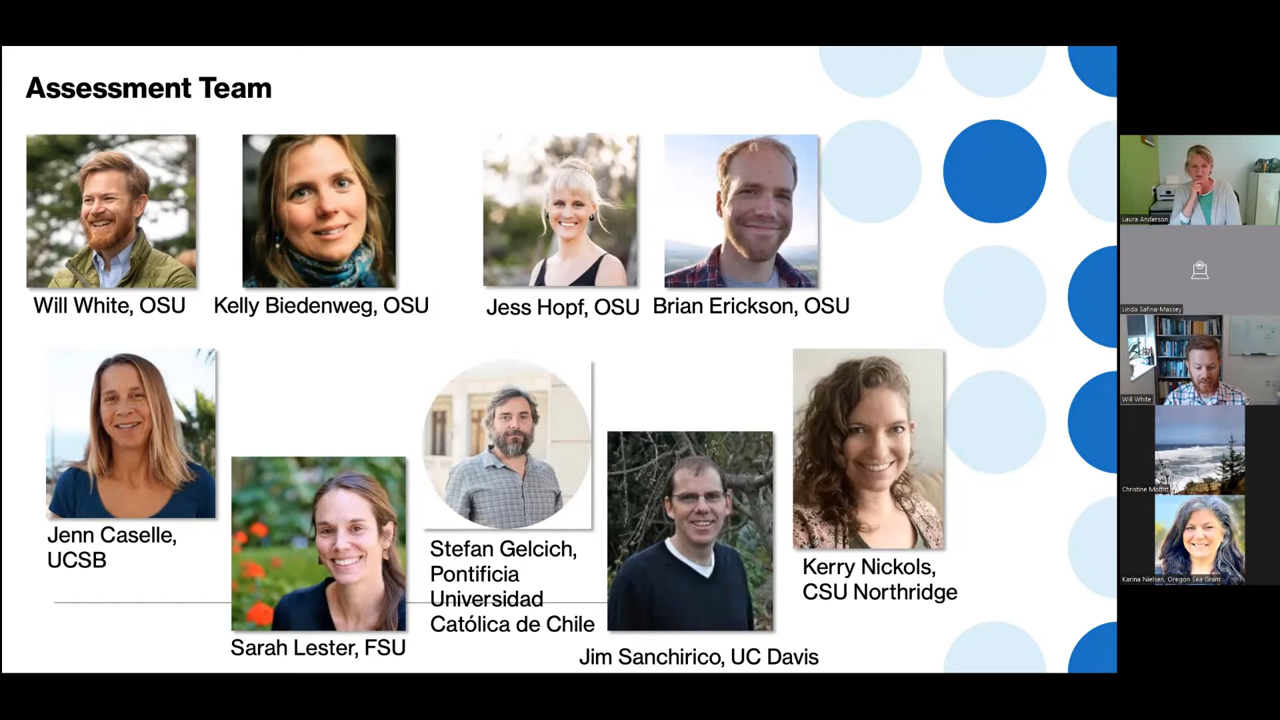 Assessment Team
Will White, OSU
Kelly Biedenweg, OSU
Jess Hopf, OSU
Brian Erickson, OSU
Jenn Caselle,
UCSB
Sarah Lester, FSU
Stefan Gelcich,
Pontificia
Universidad
Católica de Chile
Jim Sanchirico, UC Davis
Kerry Nickols,
CSU Northridge
Laura Anderson
Linda Safina-Massey
Will White
Christine Moffitt
Karina Nielsen, Oregon Sea Grant